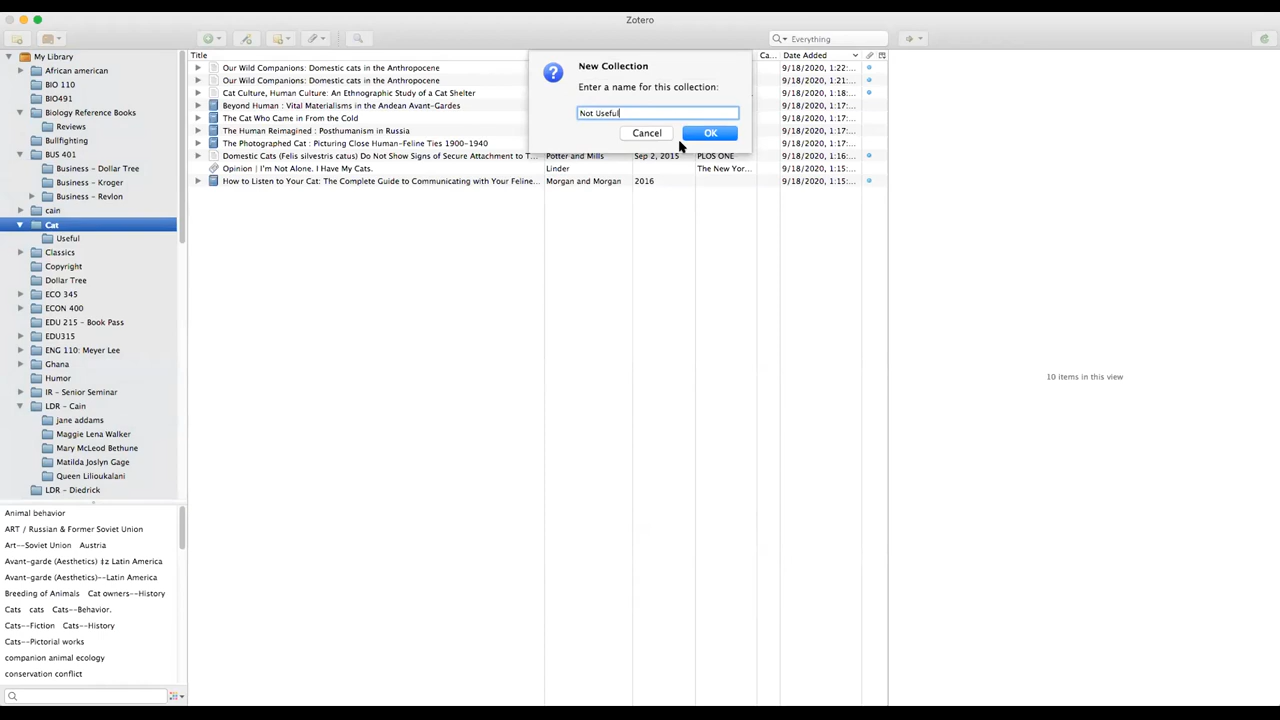 Zotero
Everything
My Library
African american
BIO 110
BIO491
Biology Reference Books
Reviews
Bullfighting
BUS 401
Business - Dollar Tree
Business - Kroger
Business - Revlon
cain
Cat
Useful
Classics
Copyright
Dollar Tree
ECO 345
ECON 400
EDU 215 - Book Pass
EDU315
ENG 110: Meyer Lee
Ghana
Humor
IR - Senior Seminar
LDR - Cain
jane addams
Maggie Lena Walker
Mary McLeod Bethune
Matilda Joslyn Gage
Queen Lilioukalani
LDR - Diedrick
Animal behavior
ART / Russian & Former Soviet Union
Art--Soviet Union Austria
Avant-garde (Aesthetics) ‡z Latin America
Avant-garde (Aesthetics)--Latin America
Breeding of Animals Cat owners--History
Cats cats Cats--Behavior.
Cats--Fiction Cats--History
Cats--Pictorial works
companion animal ecology
conservation conflict
Title Ca... Date Added
Our Wild Companions: Domestic cats in the Anthropocene 9/18/2020, 1:22:...
Our Wild Companions: Domestic cats in the Anthropocene 9/18/2020, 1:21:...
Cat Culture, Human Culture: An Ethnographic Study of a Cat Shelter 9/18/2020, 1:18:...
Beyond Human : Vital Materialisms in the Andean Avant-Gardes 9/18/2020, 1:17:...
The Cat Who Came in From the Cold 9/18/2020, 1:17:...
The Human Reimagined : Posthumanism in Russia 9/18/2020, 1:17:...
The Photographed Cat : Picturing Close Human-Feline Ties 1900-1940 9/18/2020, 1:17:...
Domestic Cats (Felis silvestris catus) Do Not Show Signs of Secure Attachment to T... Potter and Mills Sep 2, 2015 PLOS ONE 9/18/2020, 1:16:...
Opinion | I'm Not Alone. I Have My Cats. Linder The New Yor... 9/18/2020, 1:15:...
How to Listen to Your Cat: The Complete Guide to Communicating with Your Feline... Morgan and Morgan 2016 9/18/2020, 1:15:...
New Collection
Enter a name for this collection:
Not Useful
Cancel OK
10 items in this view